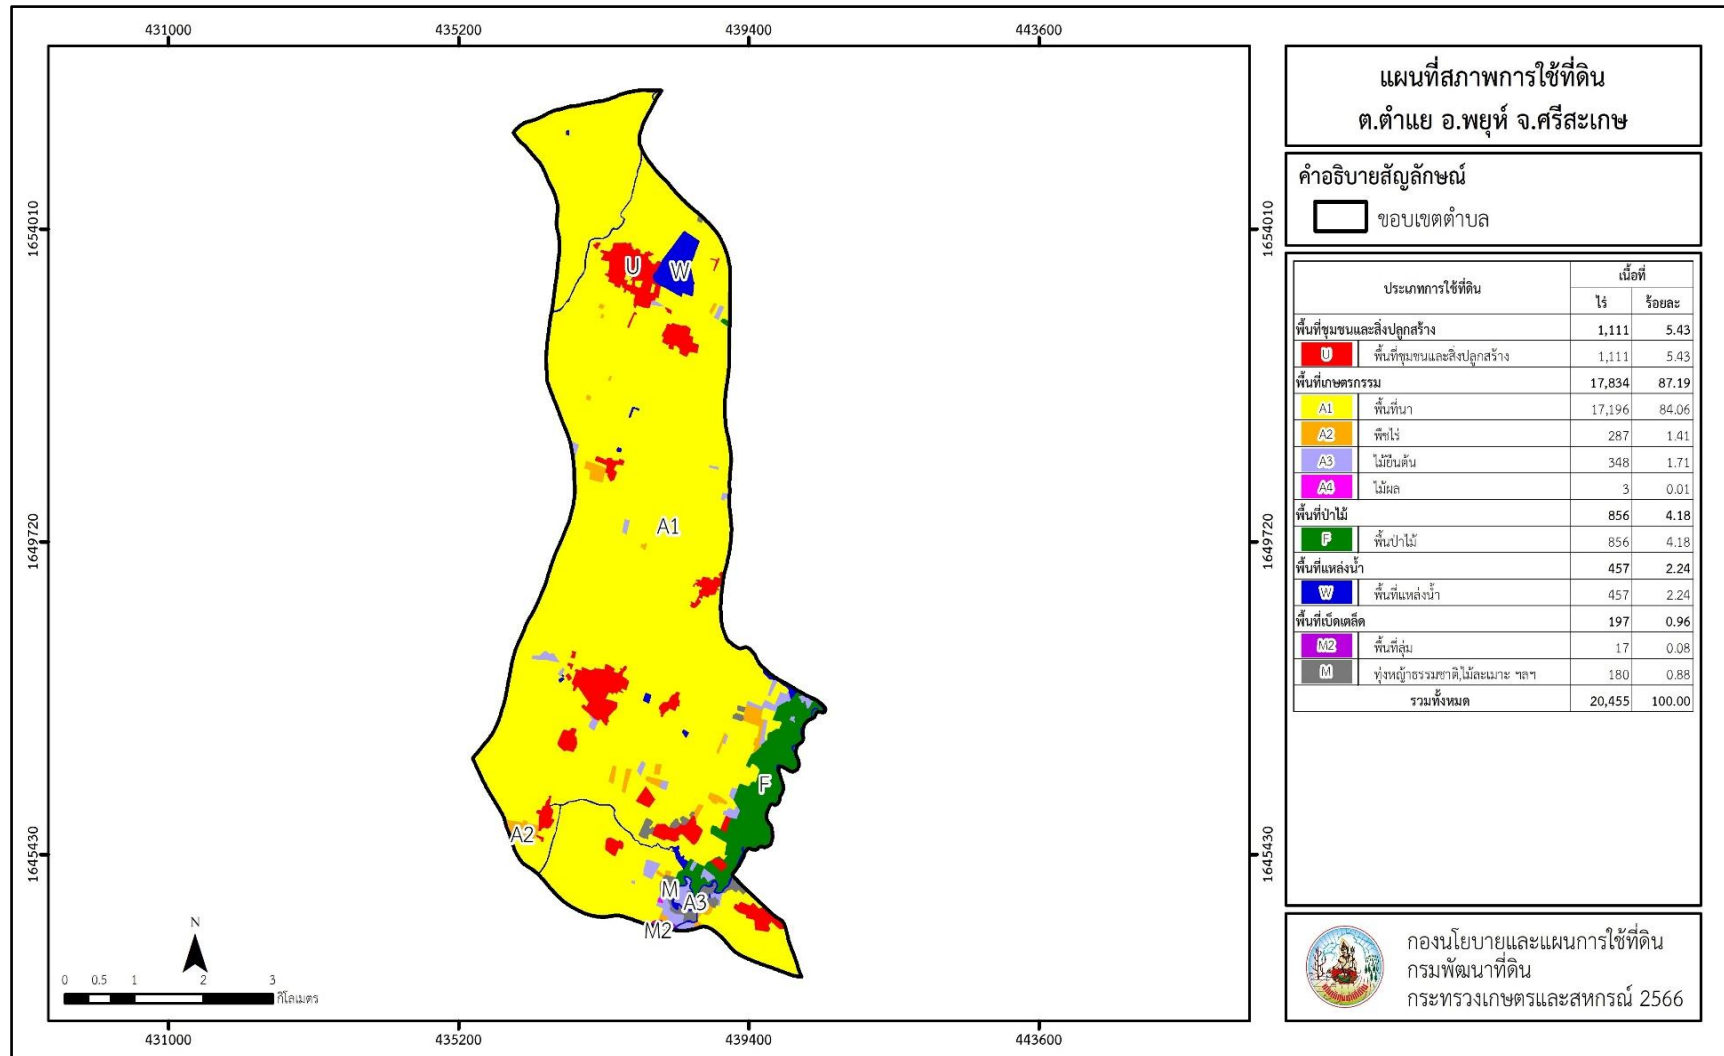 431000 435200 439400 443600
แผนที่สภาพการใช้ที่ดิน
ต.ตำแย อ.พยุห์ จ.ศรีสะเกษ
คำอธิบายสัญลักษณ์
ขอบเขตตำบล
1654010 1654010
U W
ประเภทการใช้ที่ดิน เนื้อที่
ไร่ ร้อยละ
พื้นที่ชุมชนและสิ่งปลูกสร้าง 1,111 5.43
U พื้นที่ชุมชนและสิ่งปลูกสร้าง 1,111 5.43
พื้นที่เกษตรกรรม 17,834 87.19
A1 พื้นที่นา 17,196 84.06
A2 พืชไร่ 287 1.41
A3 ไม้ยืนต้น 348 1.71
A4 ไม้ผล 3 0.01
พื้นที่ป่าไม้ 856 4.18
F พื้นป่าไม้ 856 4.18
พื้นที่แหล่งน้ำ 457 2.24
W พื้นที่แหล่งน้ำ 457 2.24
พื้นที่เบ็ดเตล็ด 197 0.96
M2 พื้นที่ลุ่ม 17 0.08
M ทุ่งหญ้าธรรมชาติ,ไม้ละเมาะ ฯลฯ 180 0.88
รวมทั้งหมด 20,455 100.00
A1
1649720 1649720
F
A2
1645430 1645430
M
A3
M2
N
0 0.5 1 2 3
กิโลเมตร
กองนโยบายและแผนการใช้ที่ดิน
กรมพัฒนาที่ดิน
กระทรวงเกษตรและสหกรณ์ 2566
431000 435200 439400 443600